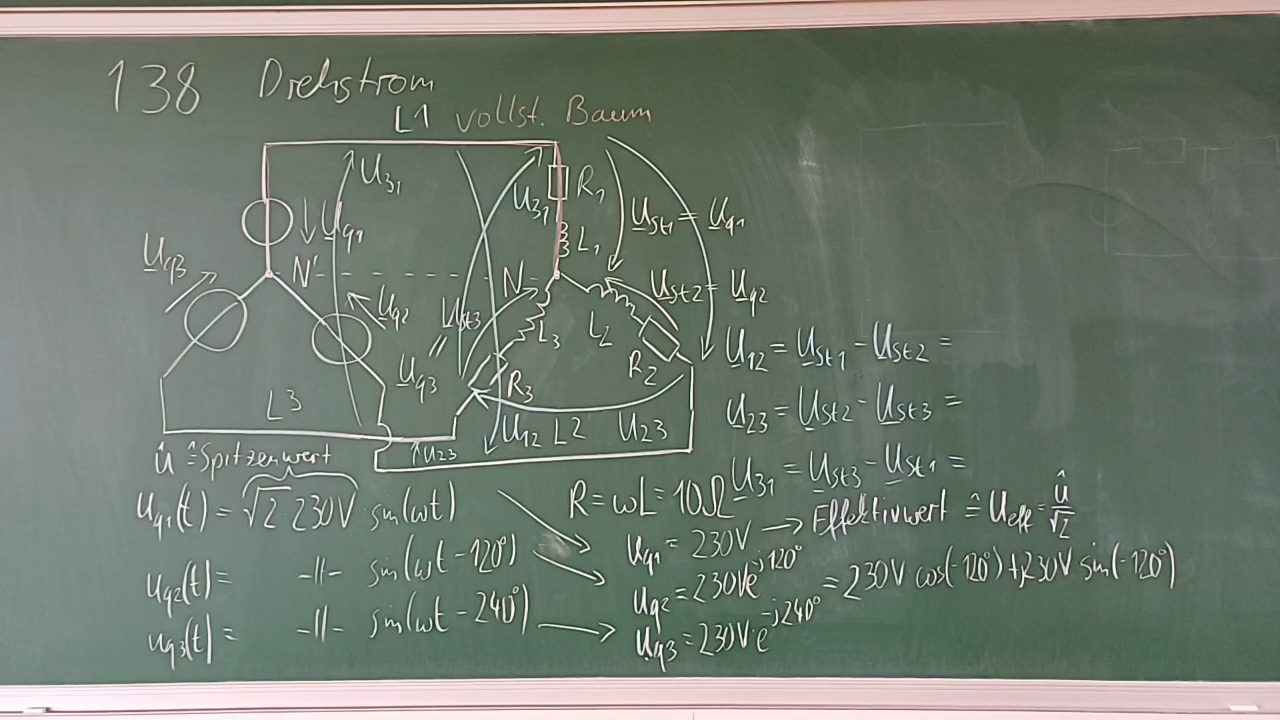 138 Drehstrom
L1 vollst. Baum
U31
U31
R1
Uq1
L1
USt1 = Uq1
Uq3
N'
N
USt2 = Uq2
Uq2
USt3
L3
L2
R2
Uq3
R3
U12 = USt1 - USt2 =
L3
U12 L2 U23
U23 = USt2 - USt3 =
û ≙ Spitzenwert
U23
U31 = USt3 - USt1 =
uq1(t) = √2 230V · sin(ωt)
R = ωL = 10Ω
Uq1 = 230V → Effektivwert ≙ Ueff = û/√2
uq2(t) = -||- sin(ωt - 120°)
Uq2 = 230Ve^-j120° = 230V cos(-120°) + j230V sin(-120°)
uq3(t) = -||- sin(ωt - 240°)
Uq3 = 230V·e^-j240°